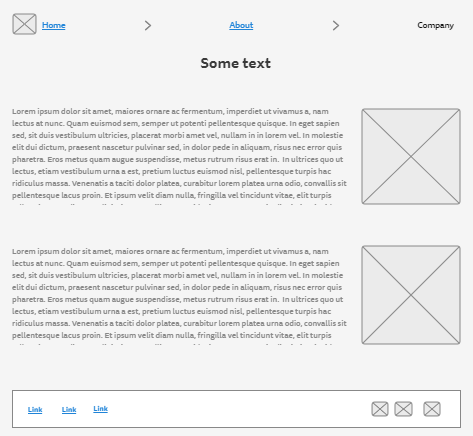 Home
About
Company
Some text
Lorem ipsum dolor sit amet, maiores ornare ac fermentum, imperdiet ut vivamus a, nam
lectus at nunc. Quam euismod sem, semper ut potenti pellentesque quisque. In eget sapien
sed, sit duis vestibulum ultricies, placerat morbi amet vel, nullam in in lorem vel. In molestie
elit dui dictum, praesent nascetur pulvinar sed, in dolor pede in aliquam, risus nec error quis
pharetra. Eros metus quam augue suspendisse, metus rutrum risus erat in. In ultrices quo ut
lectus, etiam vestibulum urna a est, pretium luctus euismod nisl, pellentesque turpis hac
ridiculus massa. Venenatis a taciti dolor platea, curabitur lorem platea urna odio, convallis sit
pellentesque lacus proin. Et ipsum velit diam nulla, fringilla vel tincidunt vitae, elit turpis
Lorem ipsum dolor sit amet, maiores ornare ac fermentum, imperdiet ut vivamus a, nam
lectus at nunc. Quam euismod sem, semper ut potenti pellentesque quisque. In eget sapien
sed, sit duis vestibulum ultricies, placerat morbi amet vel, nullam in in lorem vel. In molestie
elit dui dictum, praesent nascetur pulvinar sed, in dolor pede in aliquam, risus nec error quis
pharetra. Eros metus quam augue suspendisse, metus rutrum risus erat in. In ultrices quo ut
lectus, etiam vestibulum urna a est, pretium luctus euismod nisl, pellentesque turpis hac
ridiculus massa. Venenatis a taciti dolor platea, curabitur lorem platea urna odio, convallis sit
pellentesque lacus proin. Et ipsum velit diam nulla, fringilla vel tincidunt vitae, elit turpis
Link
Link
Link